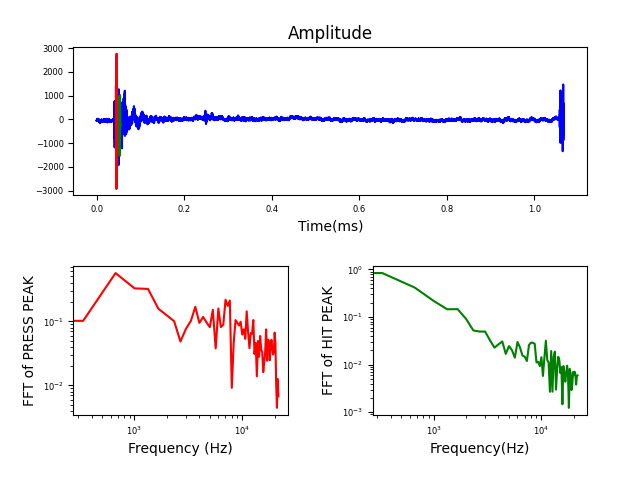 Amplitude
3000
2000
1000
0
−1000
−2000
−3000
0.0 0.2 0.4 0.6 0.8 1.0
Time(ms)
FFT of PRESS PEAK
10⁻¹
10⁻²
10³ 10⁴
Frequency (Hz)
FFT of HIT PEAK
10⁰
10⁻¹
10⁻²
10⁻³
10³ 10⁴
Frequency(Hz)